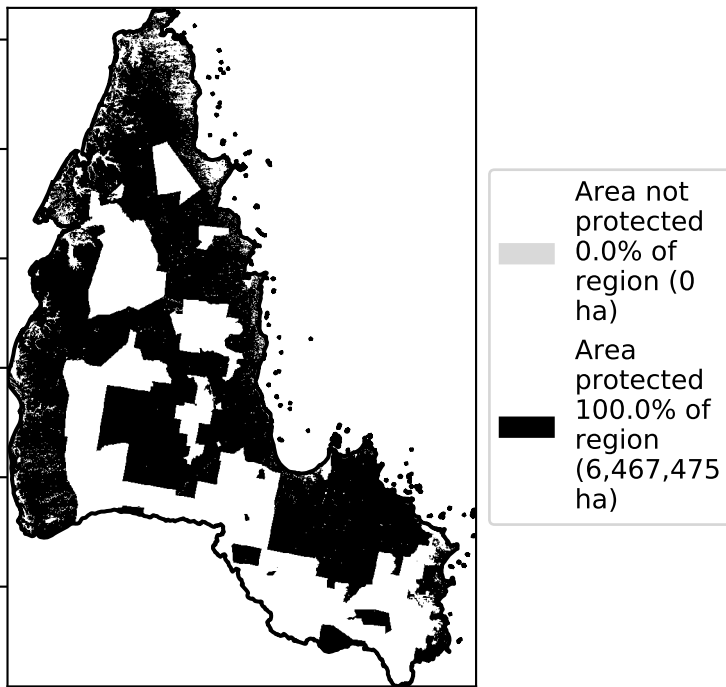 Area not
protected
0.0% of
region (0
ha)
Area
protected
100.0% of
region
(6,467,475
ha)